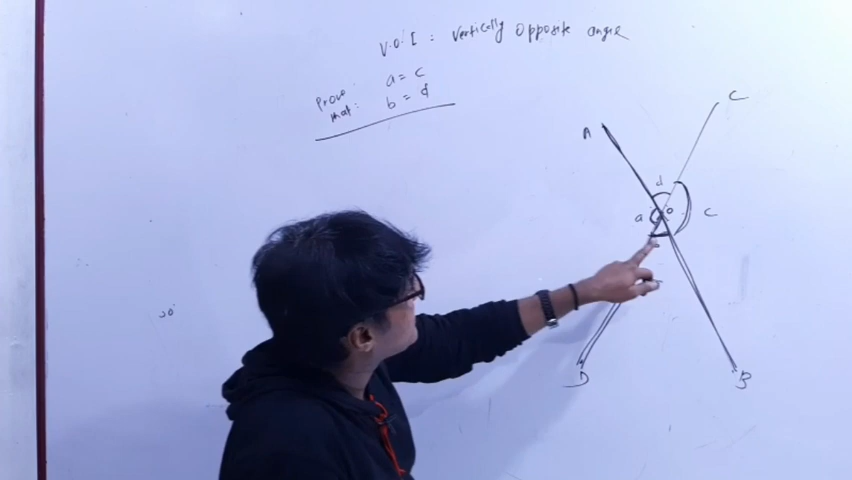 V.O.I : Vertically Opposite angle
Prove that:
a = c
b = d
A
C
d
a
O
c
D
B